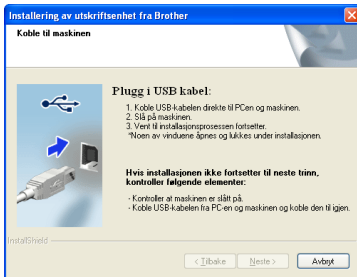 Installering av utskriftsenhet fra Brother
Koble til maskinen
Plugg i USB kabel:
1. Koble USB-kabelen direkte til PCen og maskinen.
2. Slå på maskinen.
3. Vent til installasjonsprosessen fortsetter.
*Noen av vinduene åpnes og lukkes under installasjonen.
Hvis installasjonen ikke fortsetter til neste trinn,
kontroller følgende elementer:
- Kontroller at maskinen er slått på.
- Koble USB-kabelen fra PC-en og maskinen og koble den til igjen.
InstallShield
< Tilbake Neste > Avbryt